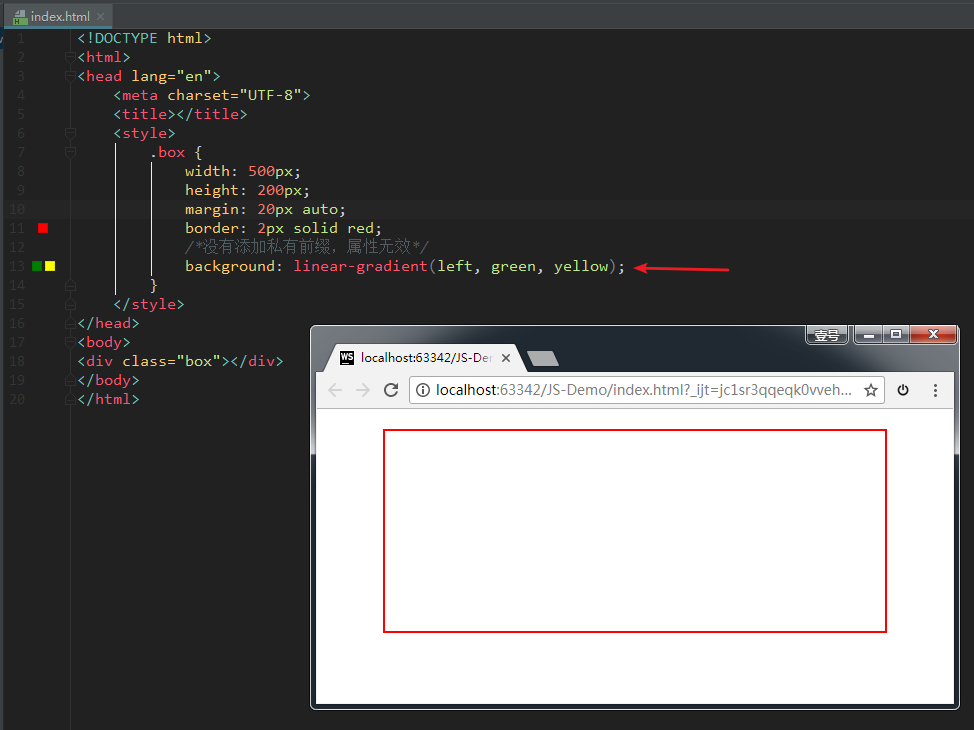 index.html
1 <!DOCTYPE html>
2 <html>
3 <head lang="en">
4 <meta charset="UTF-8">
5 <title></title>
6 <style>
7 .box {
8 width: 500px;
9 height: 200px;
10 margin: 20px auto;
11 border: 2px solid red;
12 /*没有添加私有前缀，属性无效*/
13 background: linear-gradient(left, green, yellow);
14 }
15 </style>
16 </head>
17 <body>
18 <div class="box"></div>
19 </body>
20 </html>
壹号
WS localhost:63342/JS-Der
localhost:63342/JS-Demo/index.html?_ijt=jc1sr3qqeqk0vveh...